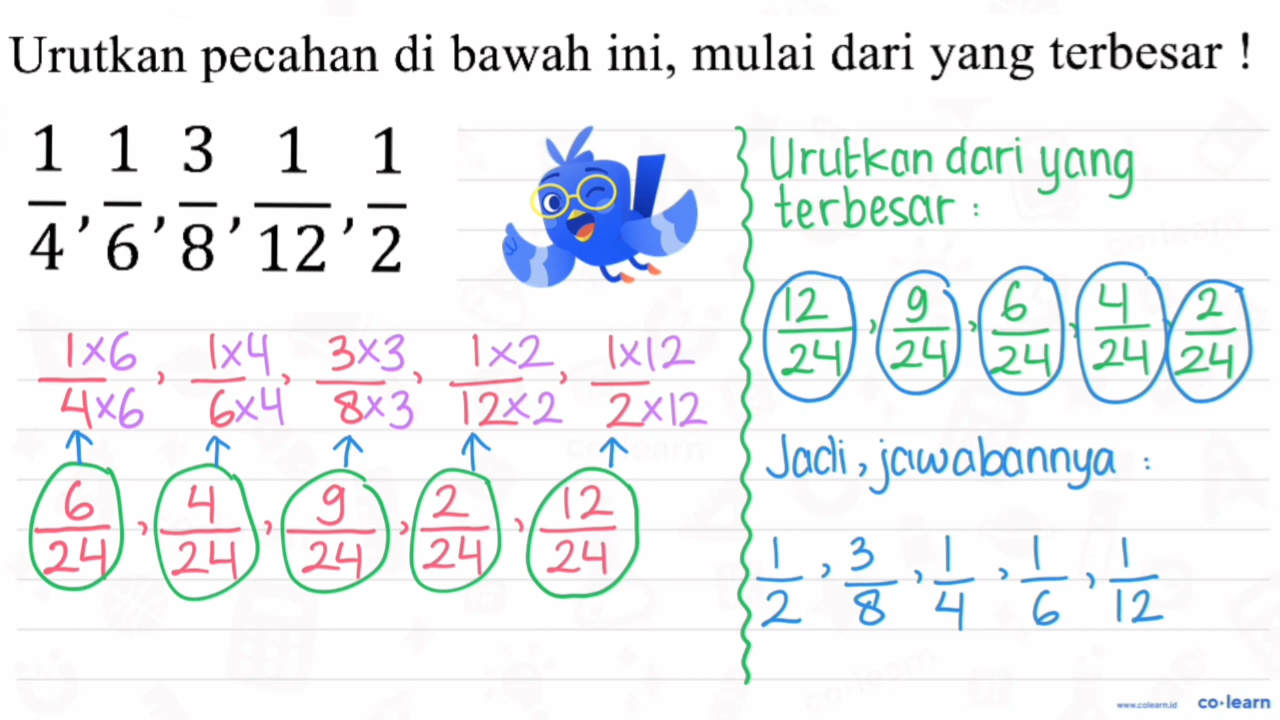 Urutkan pecahan di bawah ini, mulai dari yang terbesar !
1/4, 1/6, 3/8, 1/12, 1/2
1×6/4×6, 1×4/6×4, 3×3/8×3, 1×2/12×2, 1×12/2×12
6/24, 4/24, 9/24, 2/24, 12/24
Urutkan dari yang
terbesar :
12/24, 9/24, 6/24, 4/24, 2/24
Jadi, jawabannya :
1/2, 3/8, 1/4, 1/6, 1/12
www.colearn.id co·learn